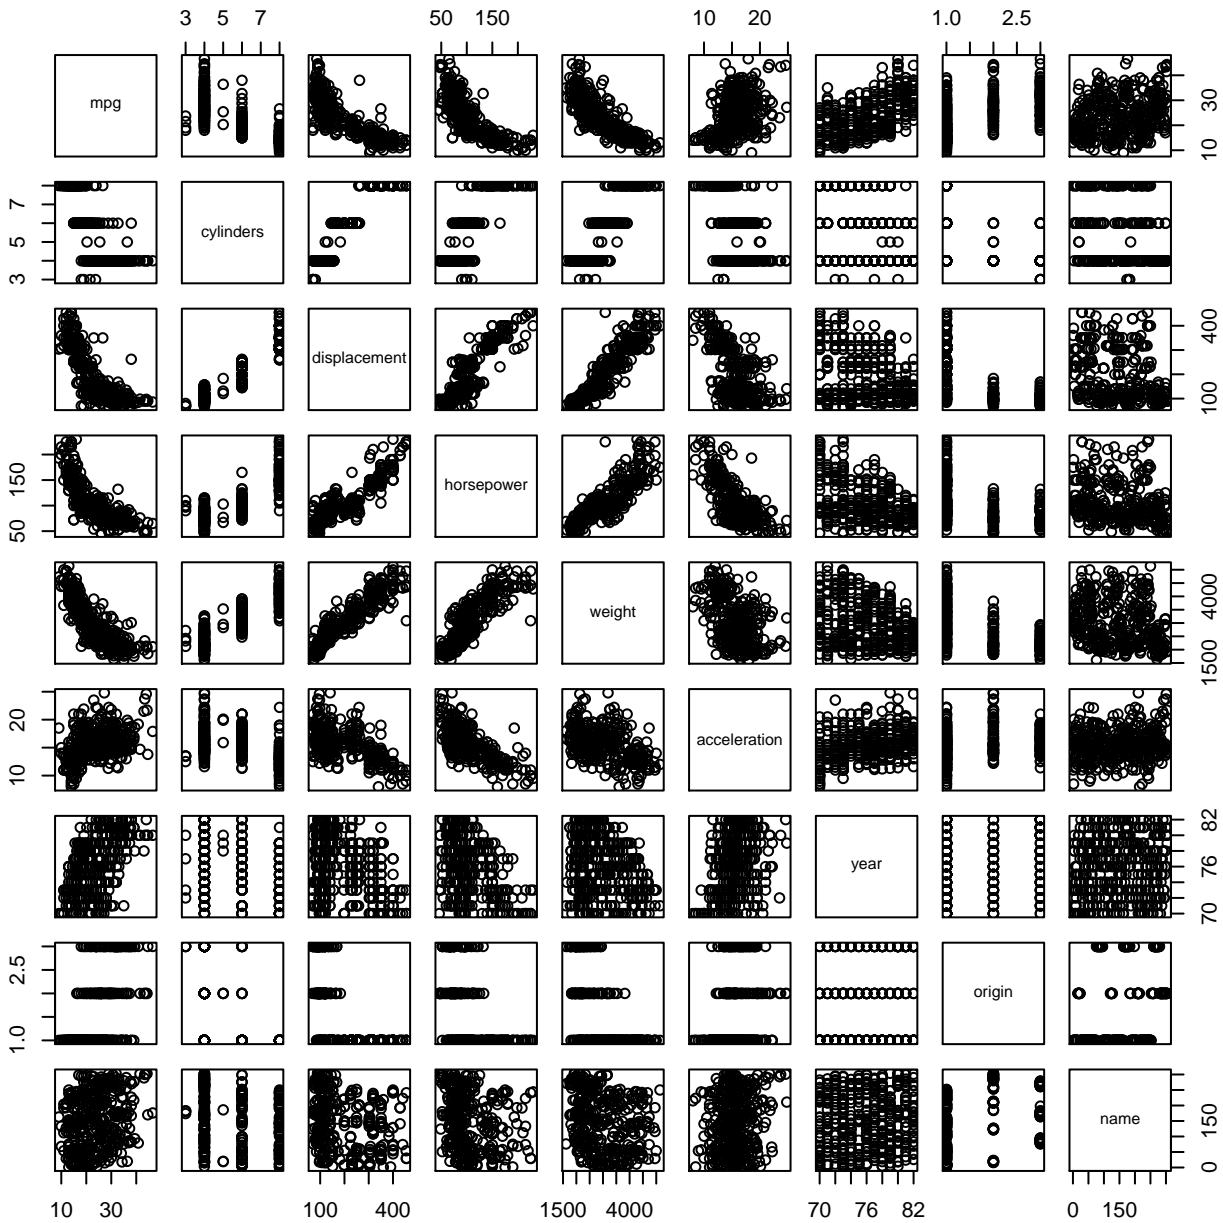 3 5 7 50 150 10 20 1.0 2.5
mpg 10 30
3 5 7 cylinders
displacement 100 400
50 150 horsepower
weight 1500 4000
10 20 acceleration
year 70 76 82
1.0 2.5 origin
name 0 150
10 30 100 400 1500 4000 70 76 82 0 150